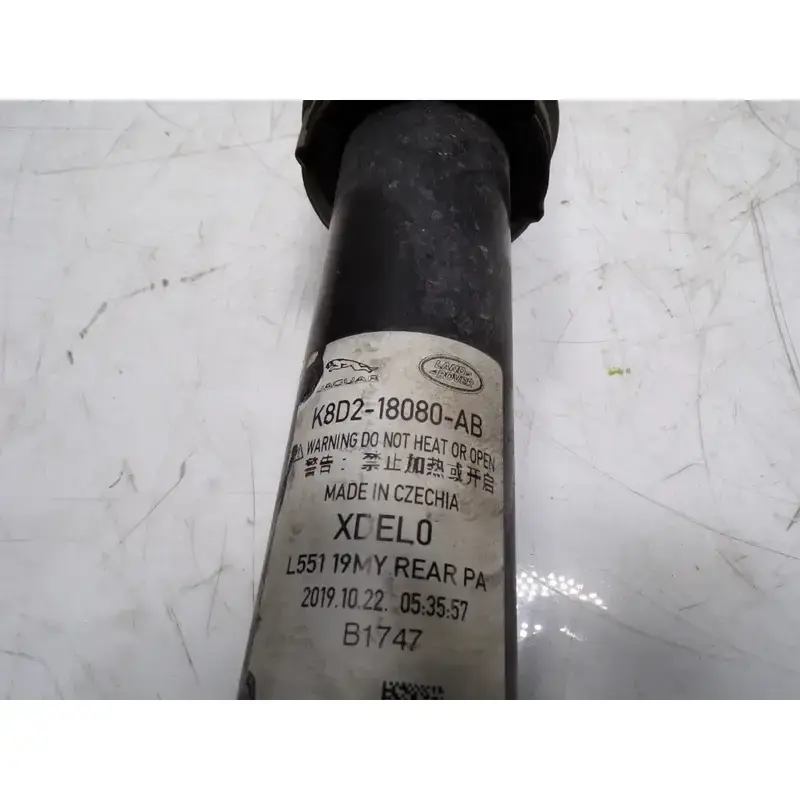 JAGUAR
LAND-
ROVER
K8D2-18080-AB
WARNING DO NOT HEAT OR OPEN
警告：禁止加热或开启
MADE IN CZECHIA
XDEL0
L551 19MY REAR PA
2019.10.22. 05:35:57
B1747